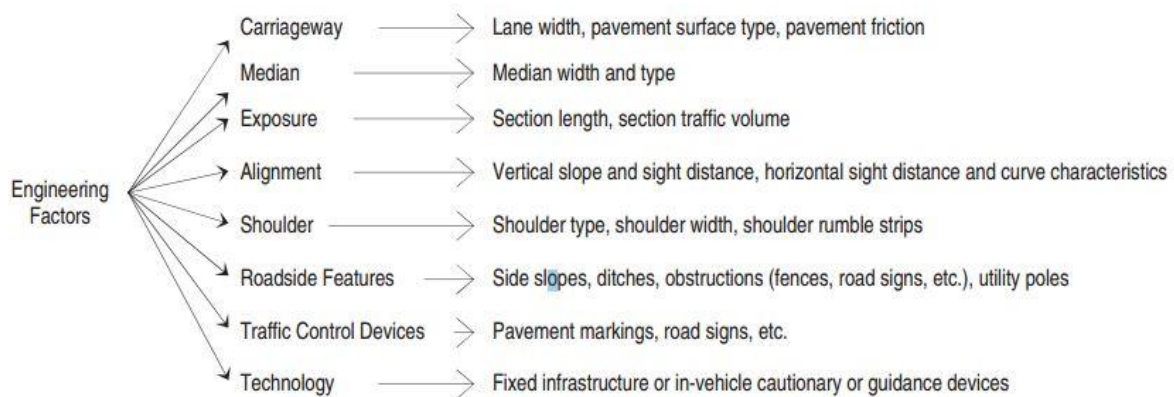 Carriageway Lane width, pavement surface type, pavement friction
Median Median width and type
Exposure Section length, section traffic volume
Alignment Vertical slope and sight distance, horizontal sight distance and curve characteristics
Engineering
Factors
Shoulder Shoulder type, shoulder width, shoulder rumble strips
Roadside Features Side slopes, ditches, obstructions (fences, road signs, etc.), utility poles
Traffic Control Devices Pavement markings, road signs, etc.
Technology Fixed infrastructure or in-vehicle cautionary or guidance devices